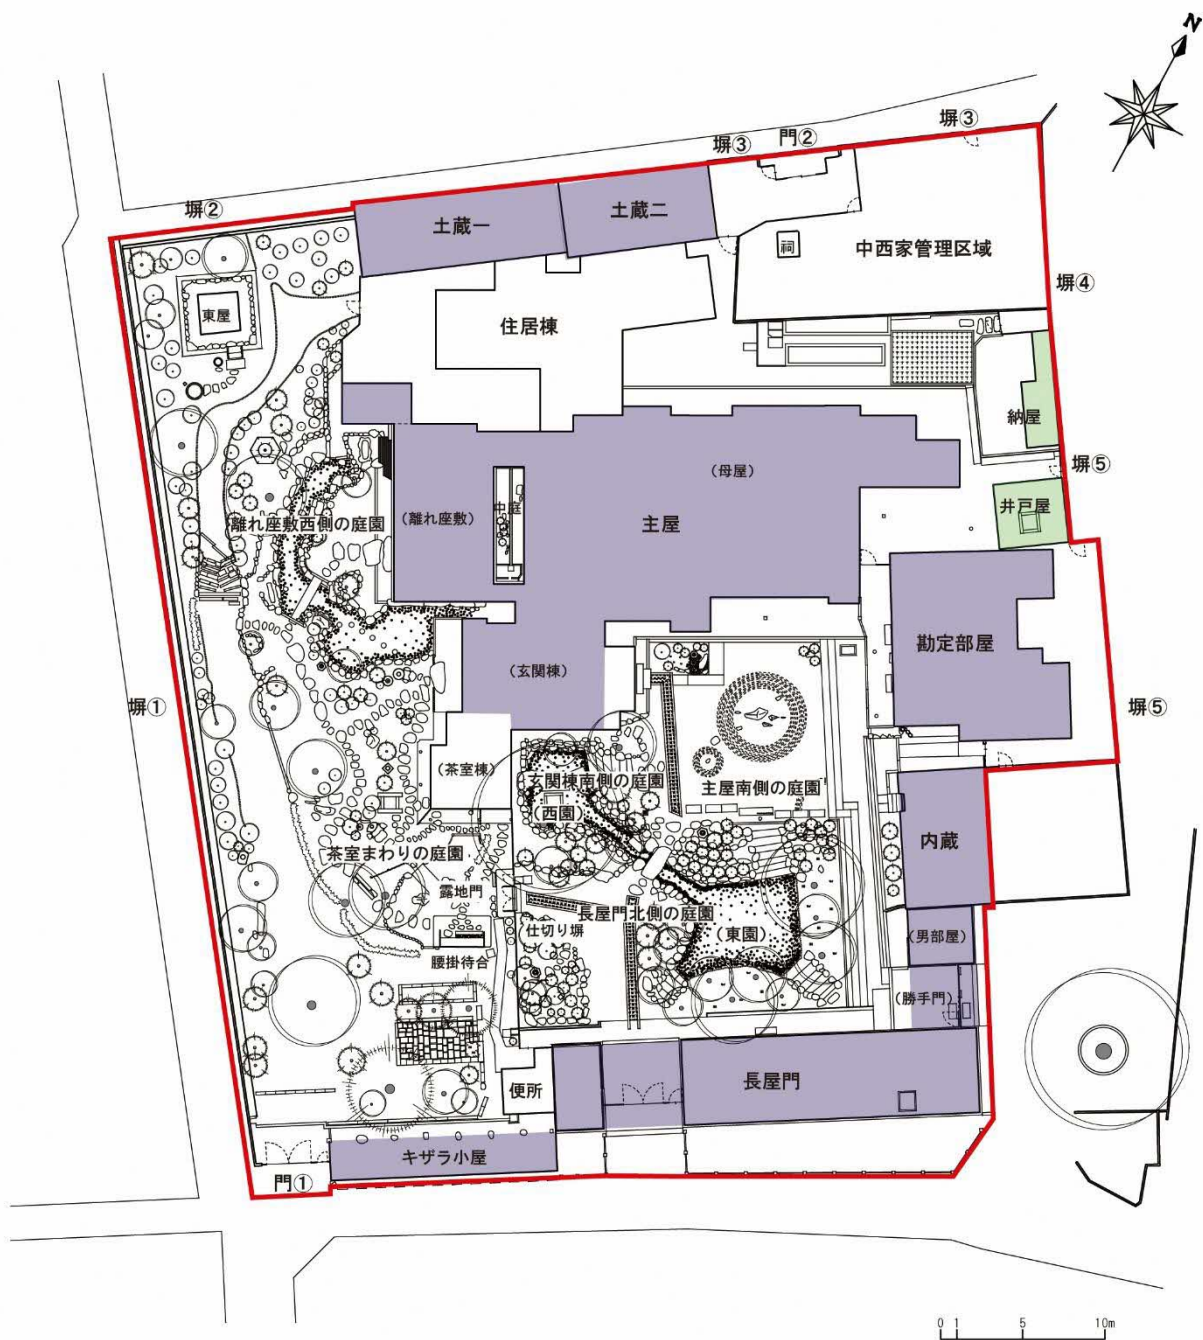 N
塀③
塀③
門②
塀②
土蔵一
土蔵二
祠
中西家管理区域
東屋
住居棟
塀④
納屋
(母屋)
塀⑤
井戸屋
離れ座敷西側の庭園
(離れ座敷)
中庭
主屋
勘定部屋
(玄関棟)
塀①
塀⑤
(茶室棟)
玄関棟南側の庭園
(西園)
主屋南側の庭園
内蔵
茶室まわりの庭園
露地門
長屋門北側の庭園
仕切り塀
(東園)
(男部屋)
腰掛待合
(勝手門)
便所
長屋門
キザラ小屋
門①
0 1 5 10m